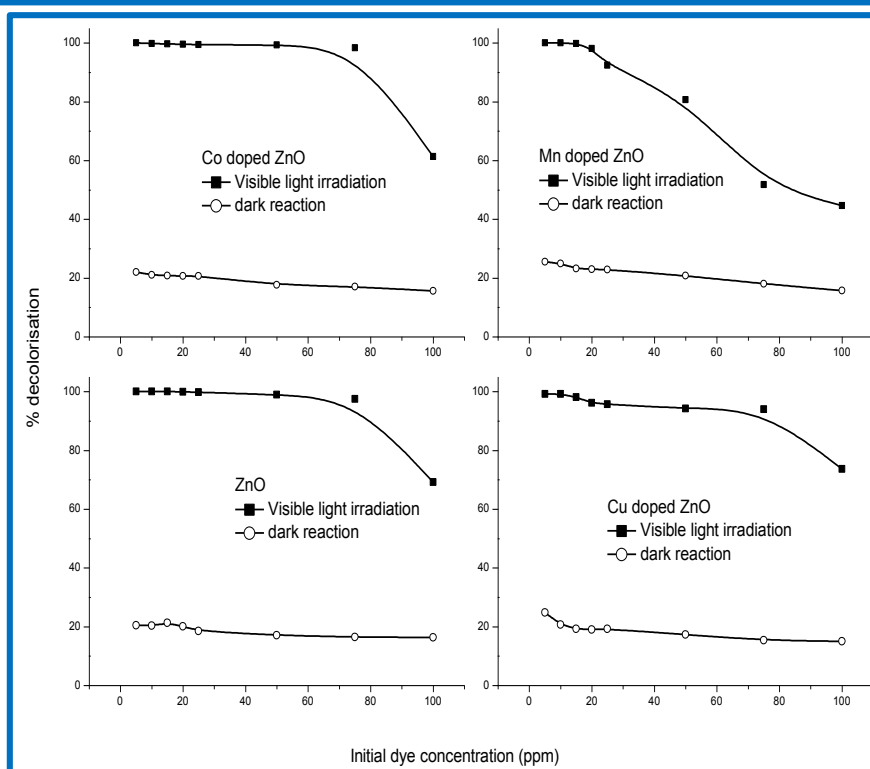 % decolorisation
100
80
60
40
20
0
Co doped ZnO
Visible light irradiation
dark reaction
0 20 40 60 80 100
100
80
60
40
20
0
Mn doped ZnO
Visible light irradiation
dark reaction
0 20 40 60 80 100
100
80
60
40
20
0
ZnO
Visible light irradiation
dark reaction
0 20 40 60 80 100
100
80
60
40
20
0
Cu doped ZnO
Visible light irradiation
dark reaction
0 20 40 60 80 100
Initial dye concentration (ppm)